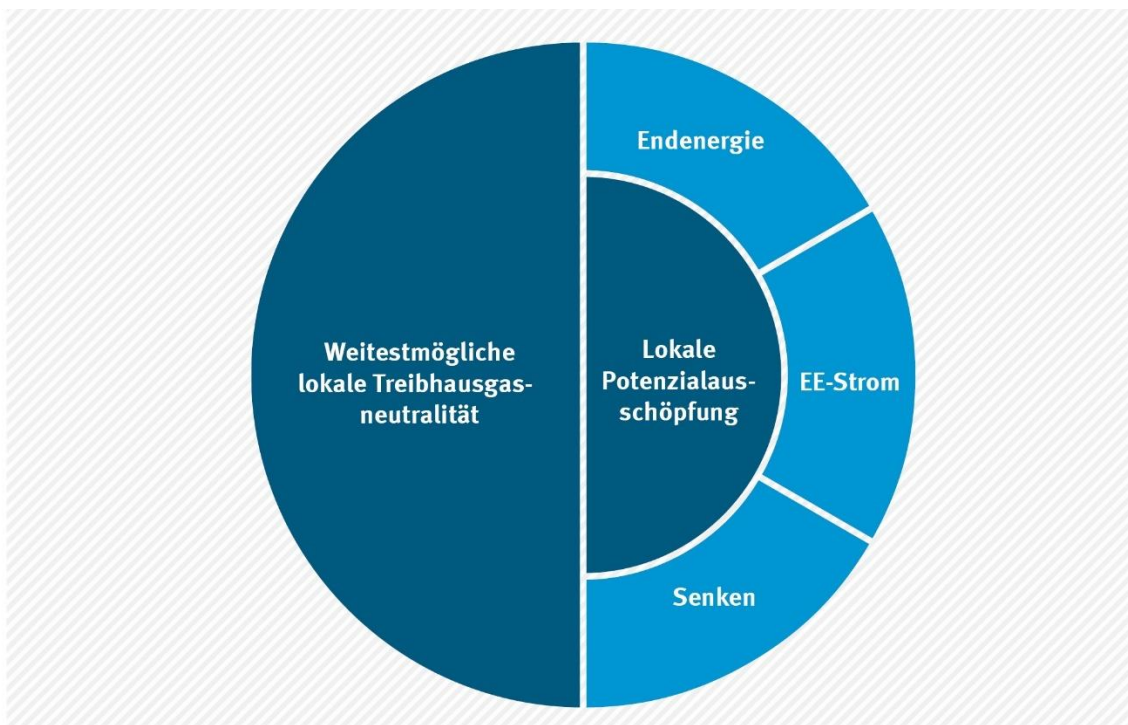 Weitestmögliche
lokale Treibhausgas-
neutralität
Lokale
Potenzialaus-
schöpfung
Endenergie
EE-Strom
Senken